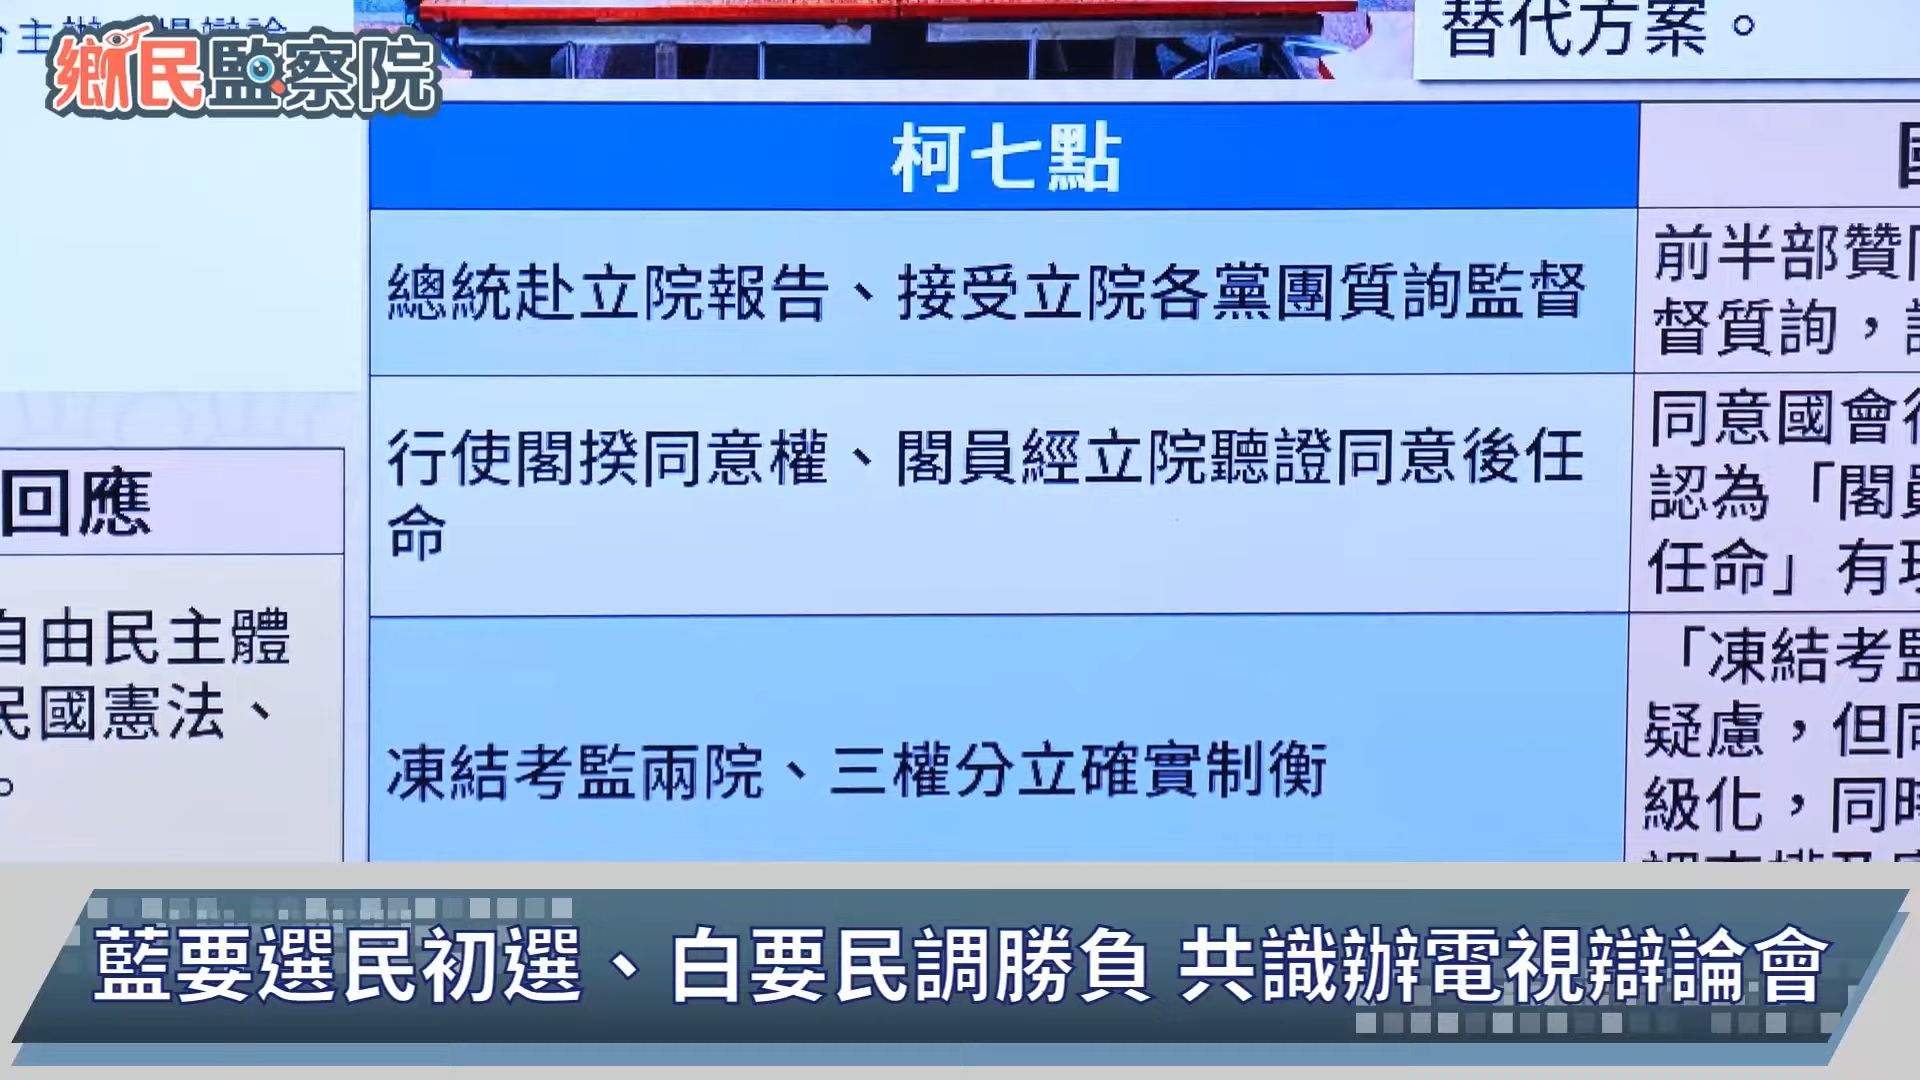 替代方案。
鄉民監察院
柯七點
總統赴立院報告、接受立院各黨團質詢監督
前半部贊
督質詢，
行使閣揆同意權、閣員經立院聽證同意後任
命
同意國會
認為「閣員
任命」有
回應
自由民主體
民國憲法、
。
凍結考監兩院、三權分立確實制衡
「凍結考監
疑慮，但同
級化，同時
藍要選民初選、白要民調勝負 共識辦電視辯論會